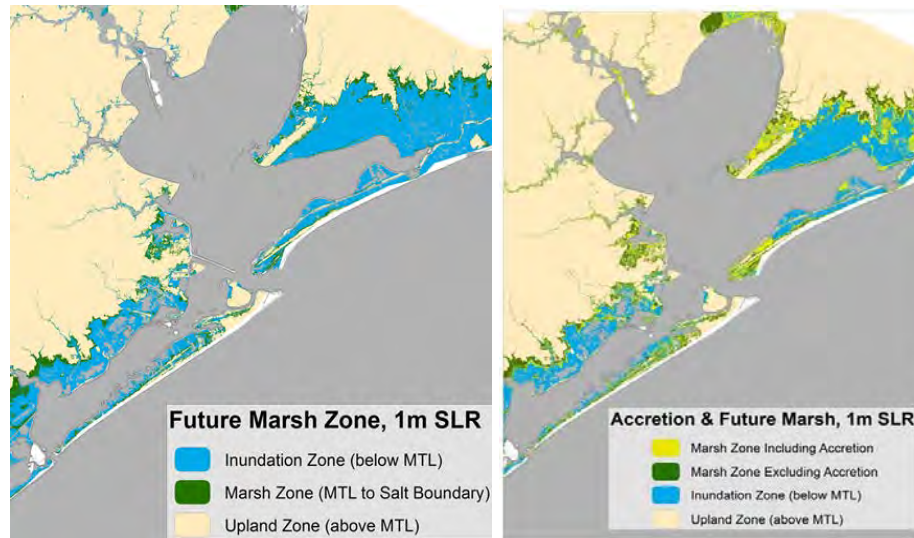 Future Marsh Zone, 1m SLR
Inundation Zone (below MTL)
Marsh Zone (MTL to Salt Boundary)
Upland Zone (above MTL)
Accretion & Future Marsh, 1m SLR
Marsh Zone Including Accretion
Marsh Zone Excluding Accretion
Inundation Zone (below MTL)
Upland Zone (above MTL)